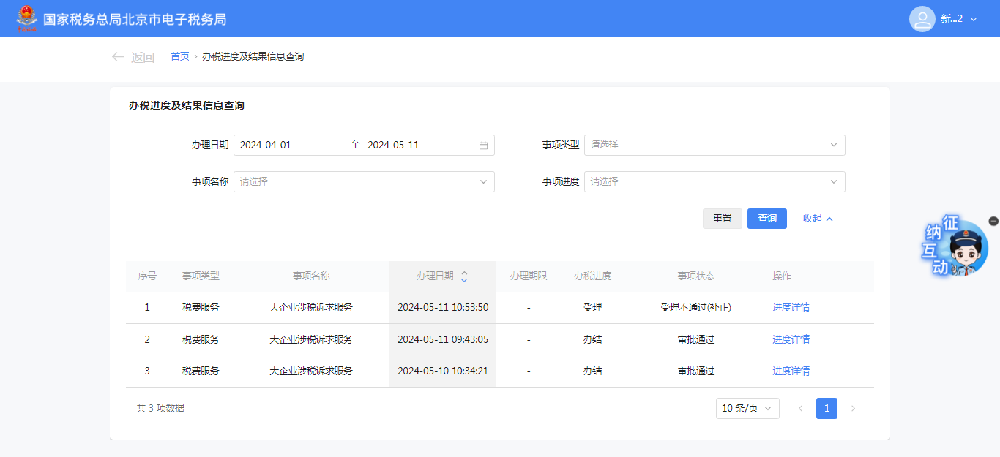 国家税务总局北京市电子税务局
新...2
返回 首页 › 办税进度及结果信息查询
办税进度及结果信息查询
办理日期 2024-04-01 至 2024-05-11 事项类型 请选择
事项名称 请选择 事项进度 请选择
重置 查询 收起
征纳互动
序号 事项类型 事项名称 办理日期 办理期限 办税进度 事项状态 操作
1 税费服务 大企业涉税诉求服务 2024-05-11 10:53:50 - 受理 受理不通过(补正) 进度详情
2 税费服务 大企业涉税诉求服务 2024-05-11 09:43:05 - 办结 审批通过 进度详情
3 税费服务 大企业涉税诉求服务 2024-05-10 10:34:21 - 办结 审批通过 进度详情
共 3 项数据 10 条/页 1